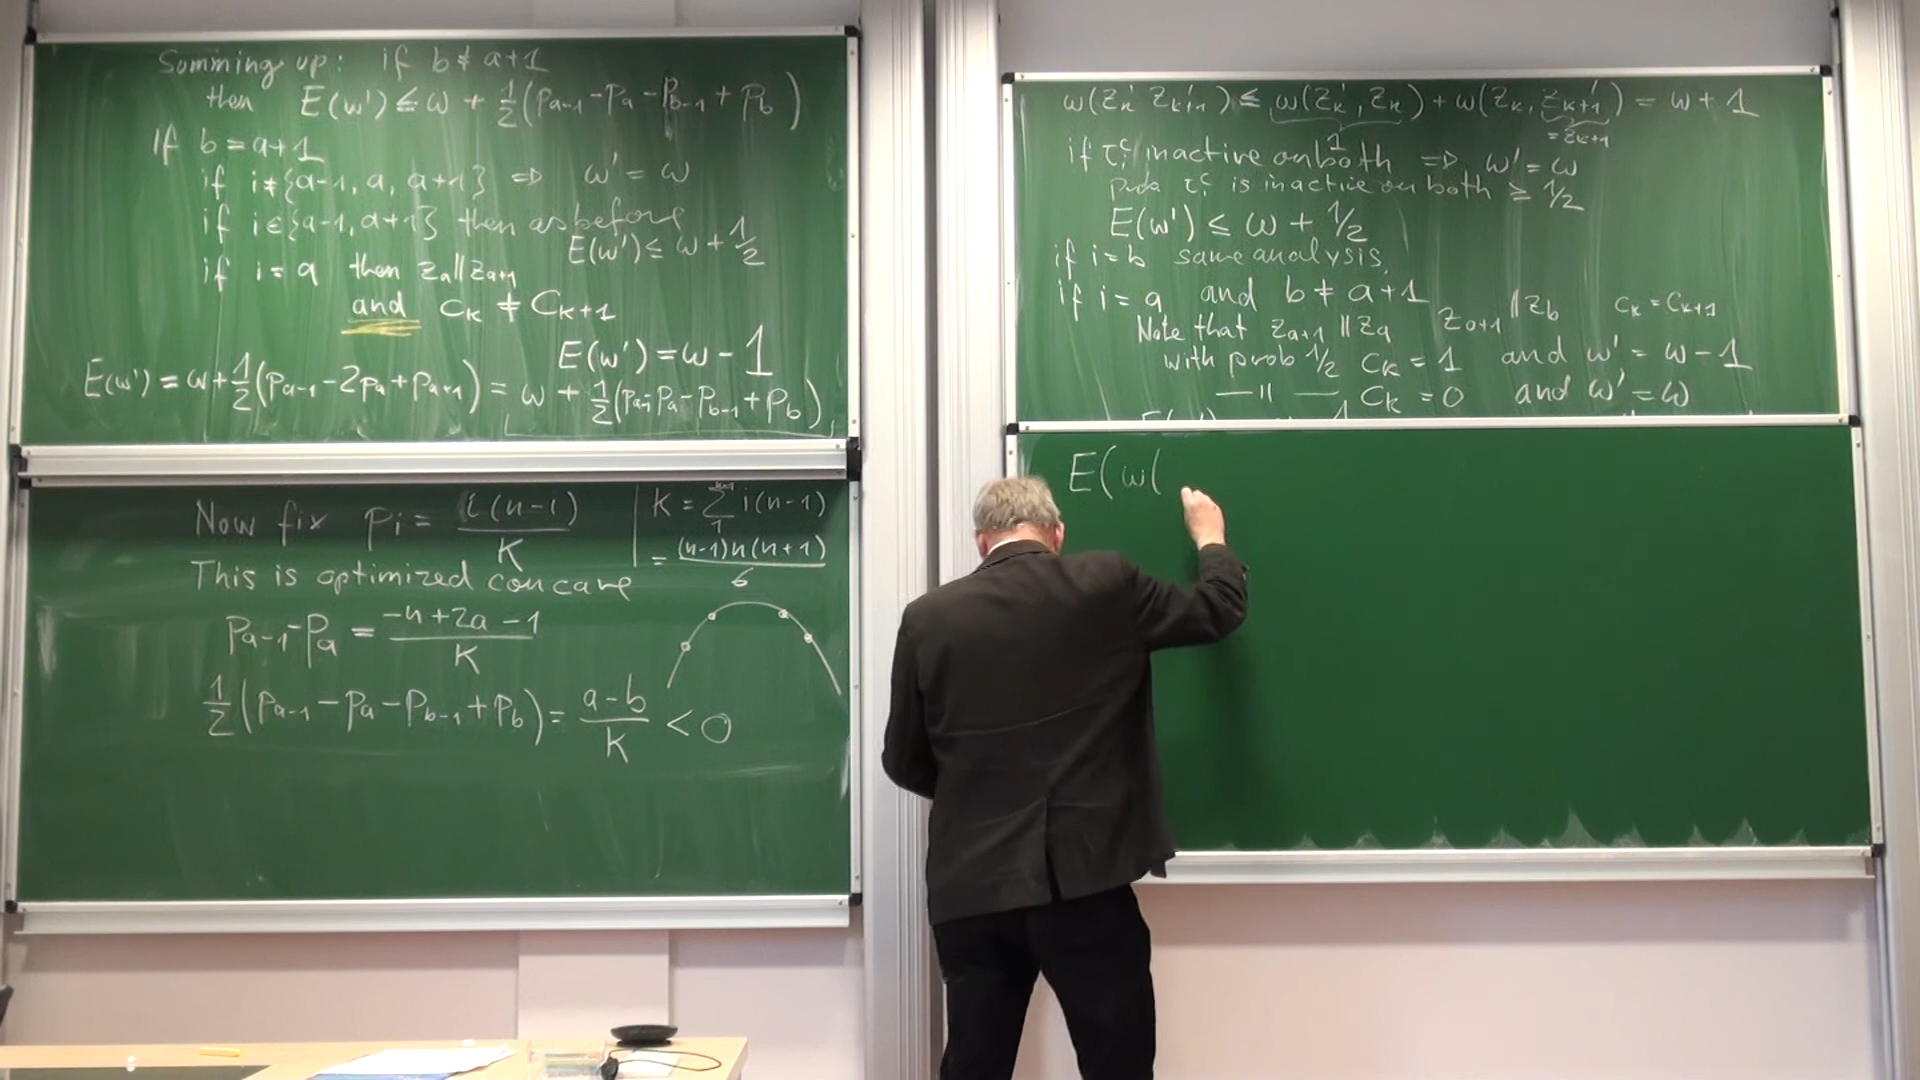 Summing up: if b ≠ a+1
then E(w') ≤ w + 1/2 (p_{a-1} - p_a - p_{b-1} + p_b)
If b = a+1
if i ∉ {a-1, a, a+1} ⇒ w' = w
if i ∈ {a-1, a+1} then as before
E(w') ≤ w + 1/2
if i = a then z_a || z_{a+1}
and c_k ≠ c_{k+1}
E(w') = w - 1
E(w') = w + 1/2 (p_{a-1} - 2p_a + p_{a+1}) = w + 1/2 (p_{a-1} - p_a - p_{b-1} + p_b)
Now fix p_i = i(n-i)/K
K = Σ_1^{n-1} i(n-1)
= (n-1)n(n+1)/6
This is optimized concave
p_{a-1} - p_a = (-n+2a-1)/K
1/2 (p_{a-1} - p_a - p_{b-1} + p_b) = (a-b)/K < 0
w(z_k' z_{k+1}') ≤ w(z_k', z_k) + w(z_k, z_{k+1}') = w + 1
1
= z_{k+1}
if τ_i^c inactive on both ⇒ w' = w
prob τ_i^c is inactive on both ≥ 1/2
E(w') ≤ w + 1/2
if i = b same analysis.
if i = a and b ≠ a+1
Note that z_{a+1} || z_a z_{a+1} || z_b c_k = c_{k+1}
with prob 1/2 c_k = 1 and w' = w - 1
— || — c_k = 0 and w' = w
E(w(